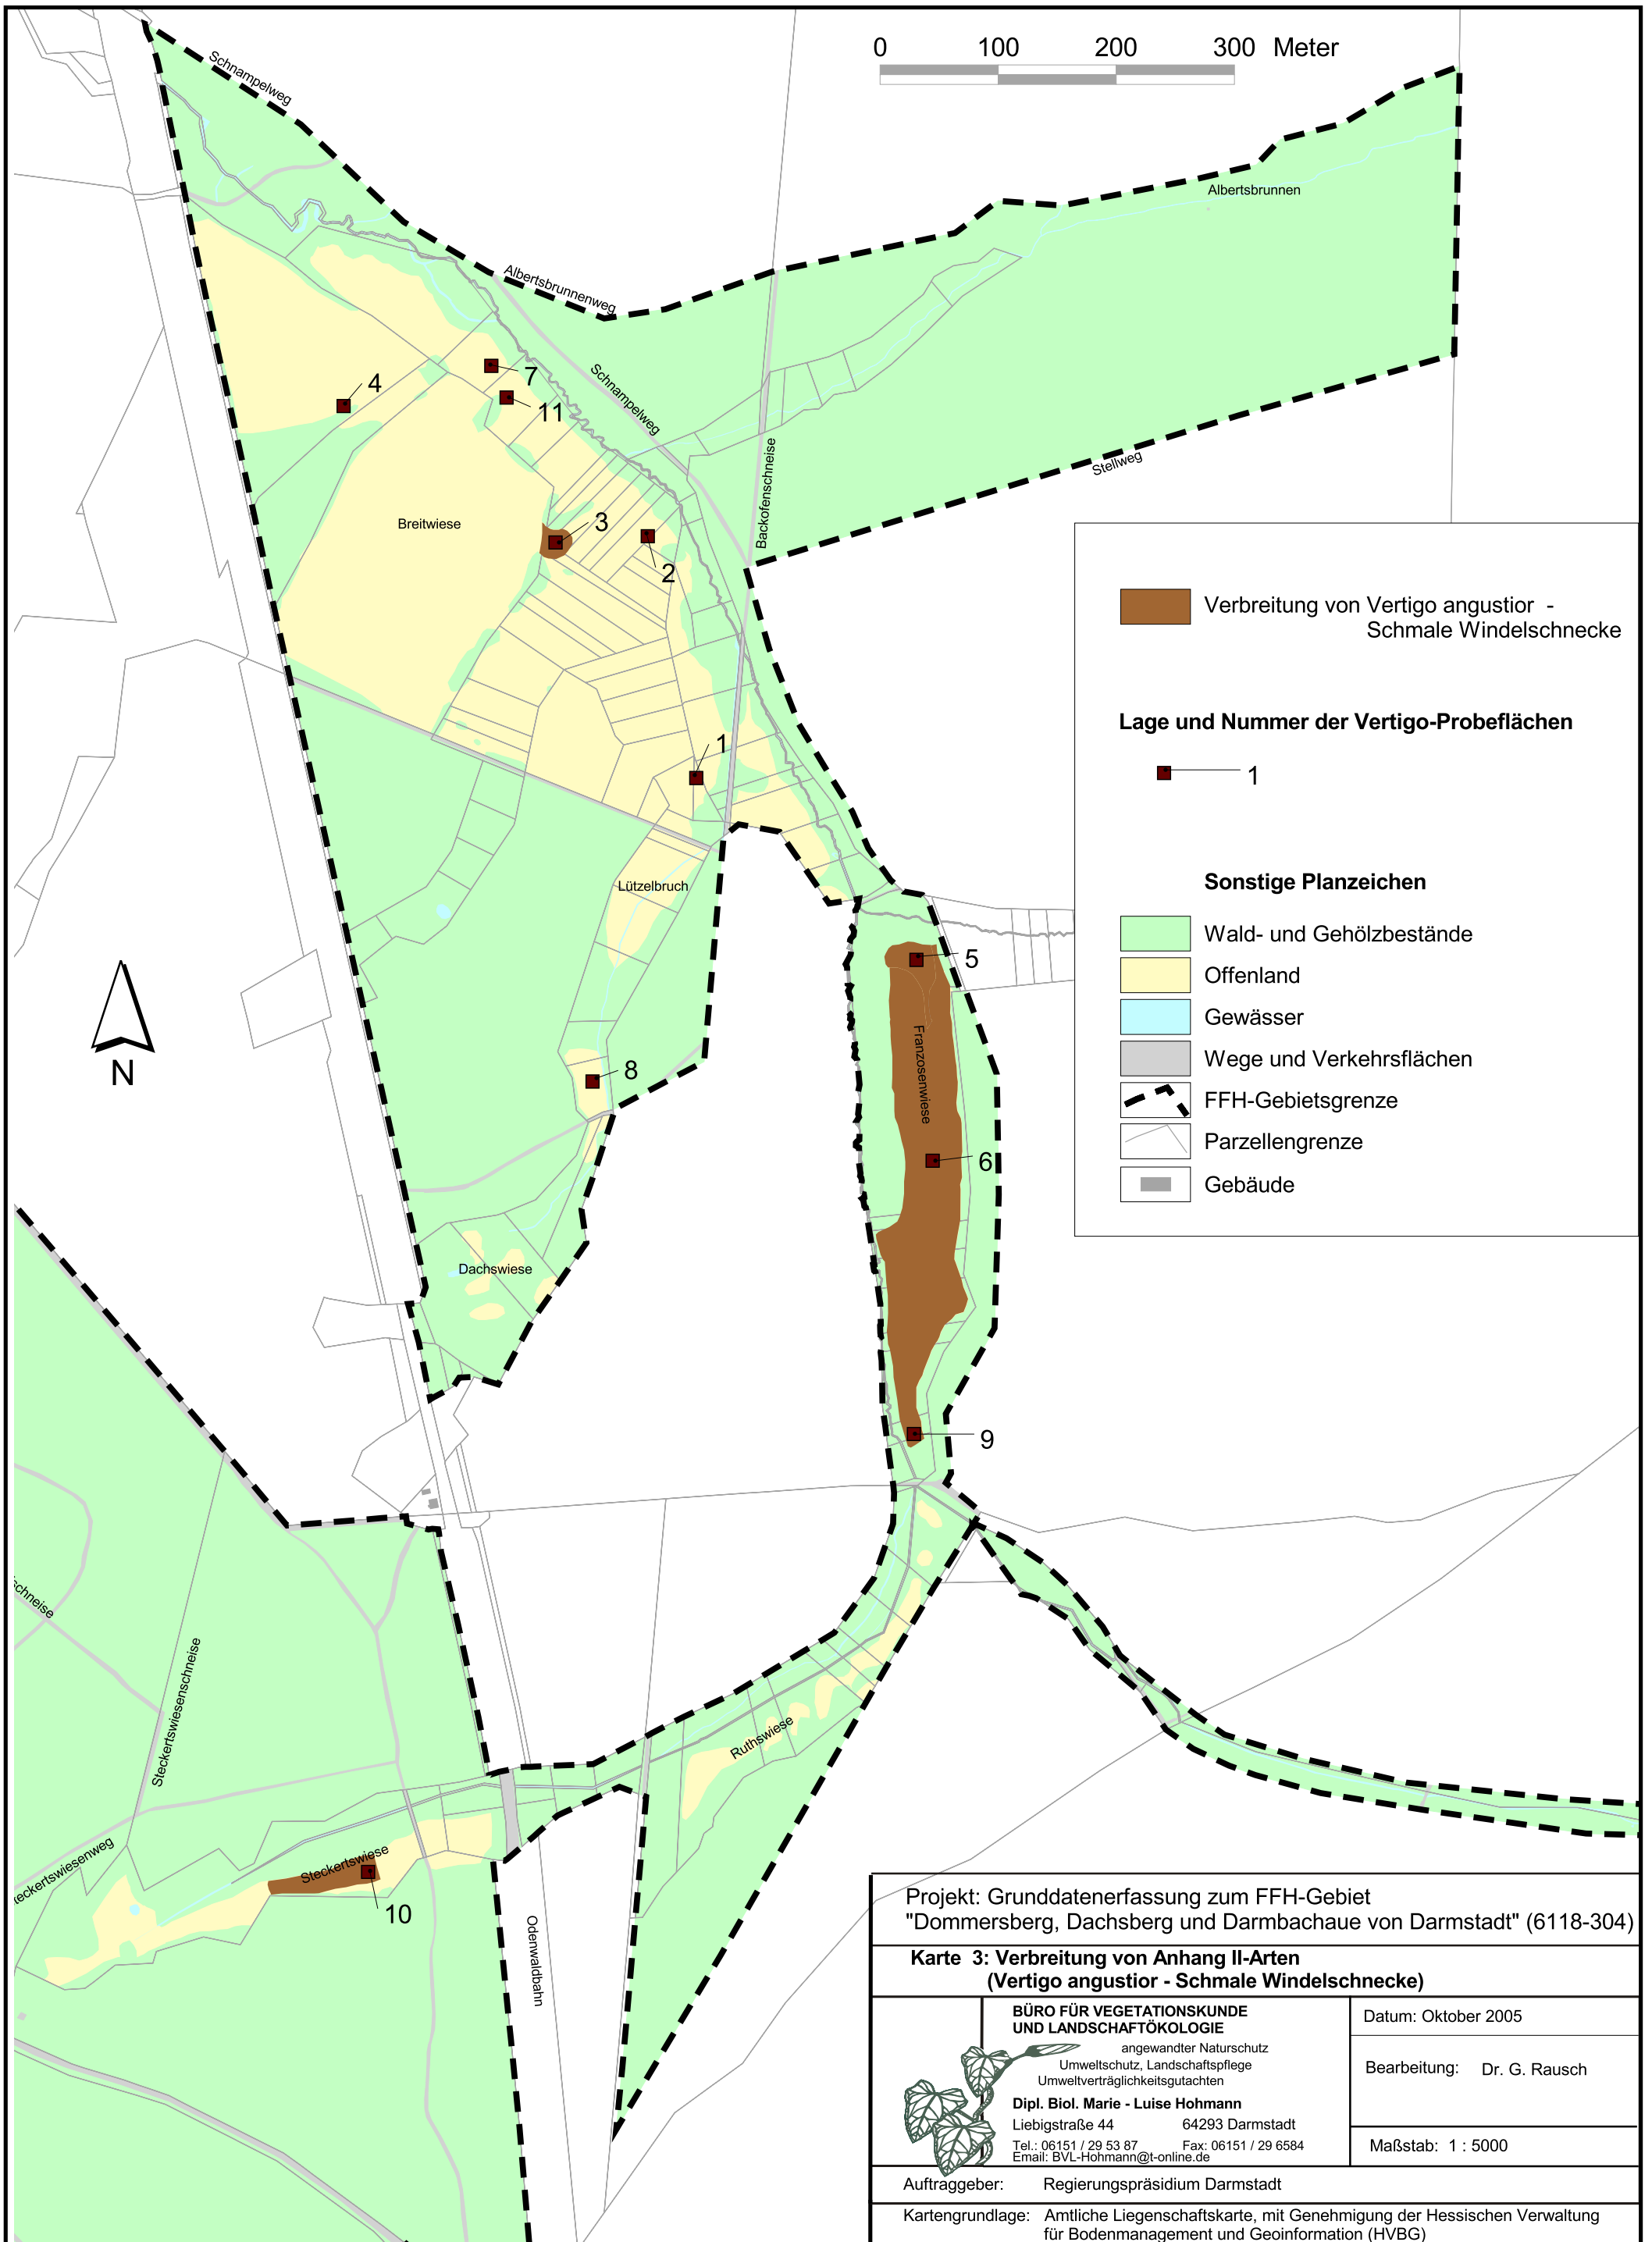 0 100 200 300 Meter
Schnampelweg
Albertsbrunnen
Albertsbrunnenweg
Schnampelweg
Backofenschneise
Stellweg
4
7
11
Breitwiese
3
2
1
Lützelbruch
5
Franzosenwiese
8
6
Dachswiese
9
N
Steckertswiesenschneise
Ruthswiese
Steckertswiese
10
Odenwaldbahn
Verbreitung von Vertigo angustior -
Schmale Windelschnecke
Lage und Nummer der Vertigo-Probeflächen
1
Sonstige Planzeichen
Wald- und Gehölzbestände
Offenland
Gewässer
Wege und Verkehrsflächen
FFH-Gebietsgrenze
Parzellengrenze
Gebäude
Projekt: Grunddatenerfassung zum FFH-Gebiet
"Dommersberg, Dachsberg und Darmbachaue von Darmstadt" (6118-304)
Karte 3: Verbreitung von Anhang II-Arten
(Vertigo angustior - Schmale Windelschnecke)
BÜRO FÜR VEGETATIONSKUNDE
UND LANDSCHAFTÖKOLOGIE
angewandter Naturschutz
Umweltschutz, Landschaftspflege
Umweltverträglichkeitsgutachten
Dipl. Biol. Marie - Luise Hohmann
Liebigstraße 44 64293 Darmstadt
Tel.: 06151 / 29 53 87 Fax: 06151 / 29 6584
Email: BVL-Hohmann@t-online.de
Datum: Oktober 2005
Bearbeitung: Dr. G. Rausch
Maßstab: 1 : 5000
Auftraggeber: Regierungspräsidium Darmstadt
Kartengrundlage: Amtliche Liegenschaftskarte, mit Genehmigung der Hessischen Verwaltung
für Bodenmanagement und Geoinformation (HVBG)